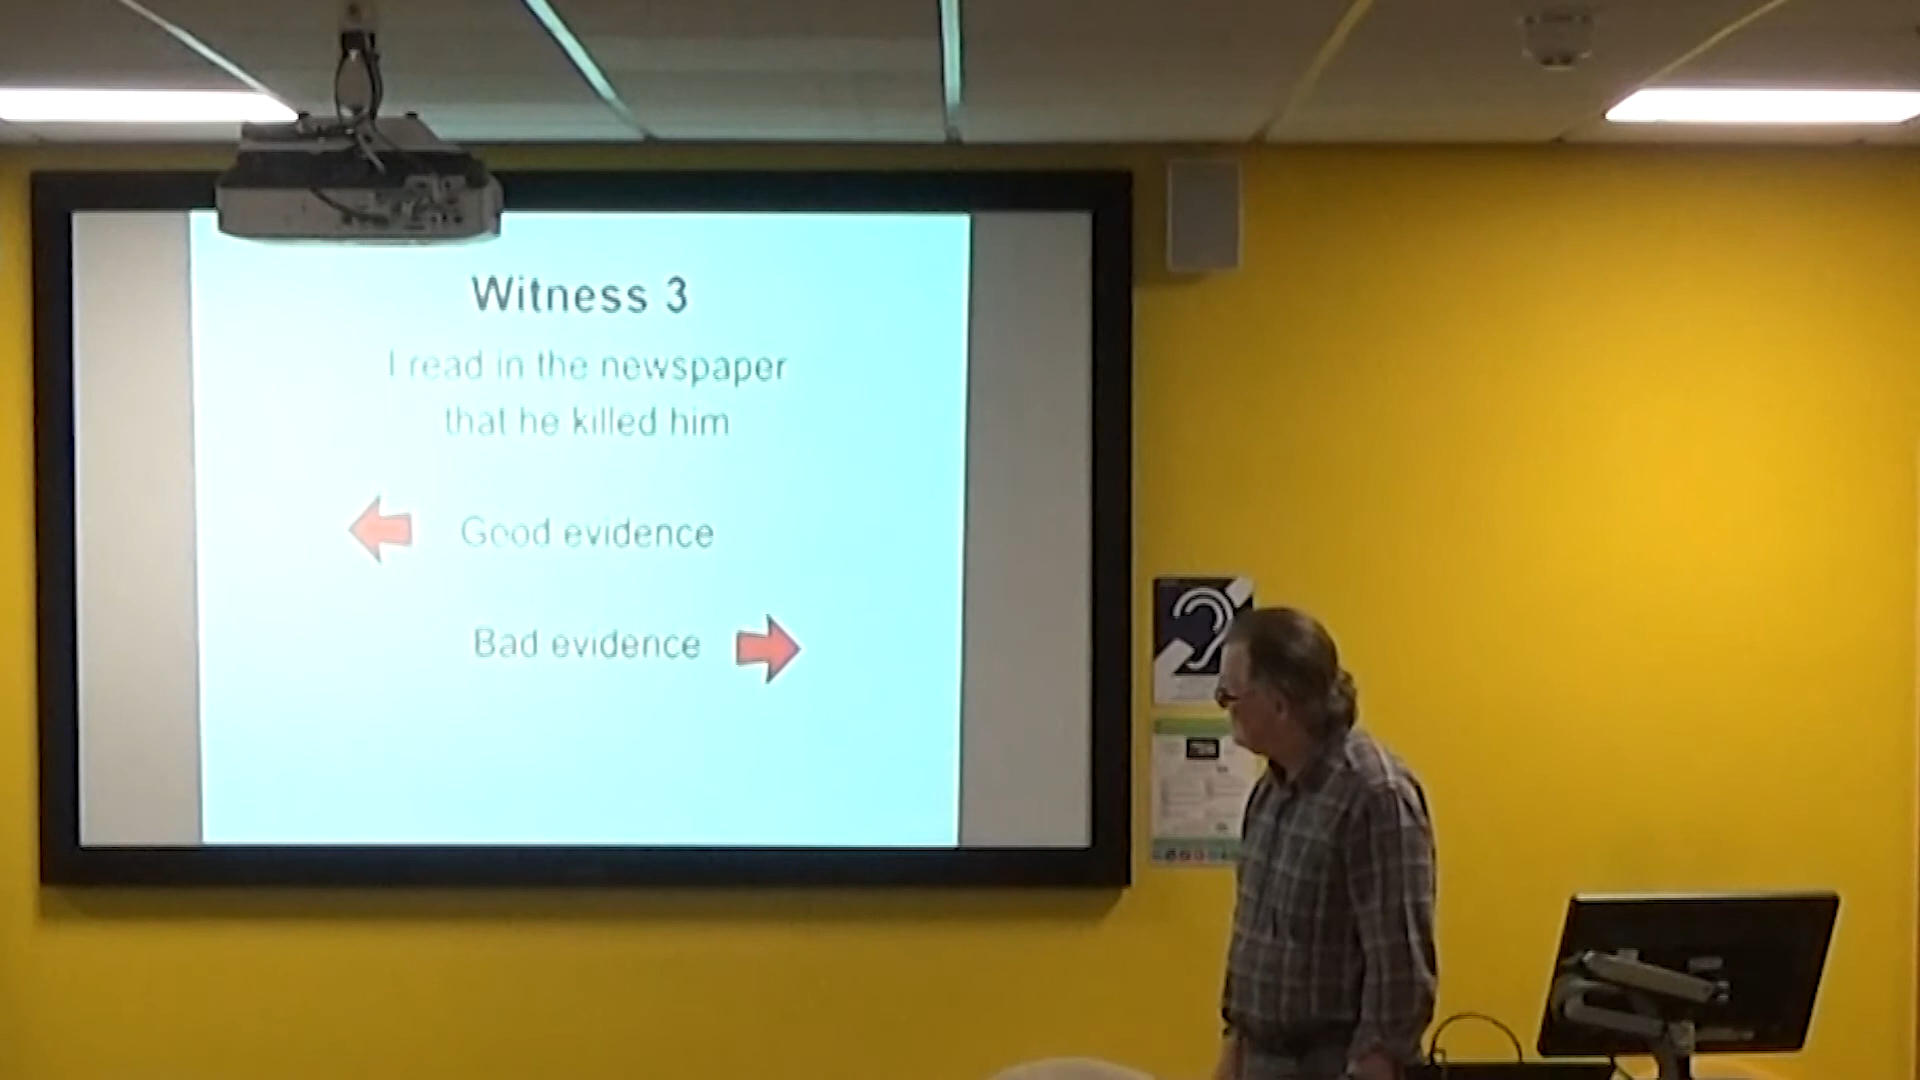 Witness 3
I read in the newspaper
that he killed him
Good evidence
Bad evidence